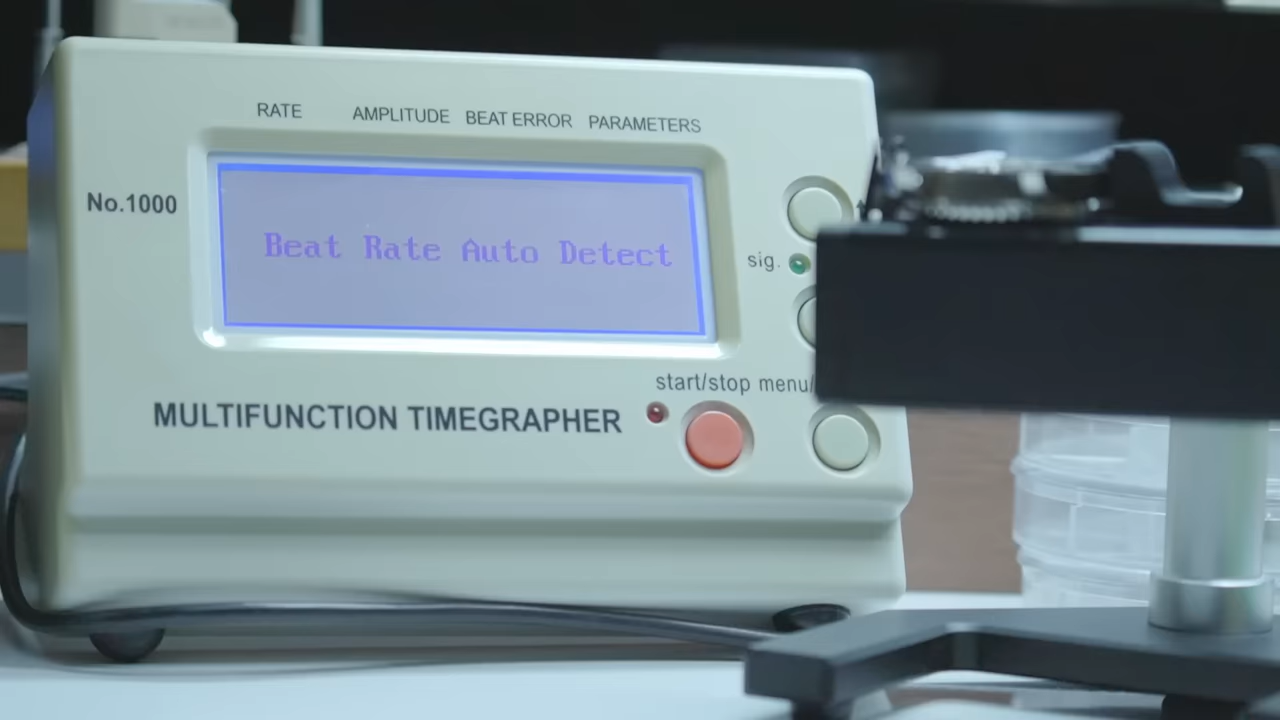 RATE AMPLITUDE BEAT ERROR PARAMETERS
No.1000
Beat Rate Auto Detect
sig.
start/stop menu/
MULTIFUNCTION TIMEGRAPHER